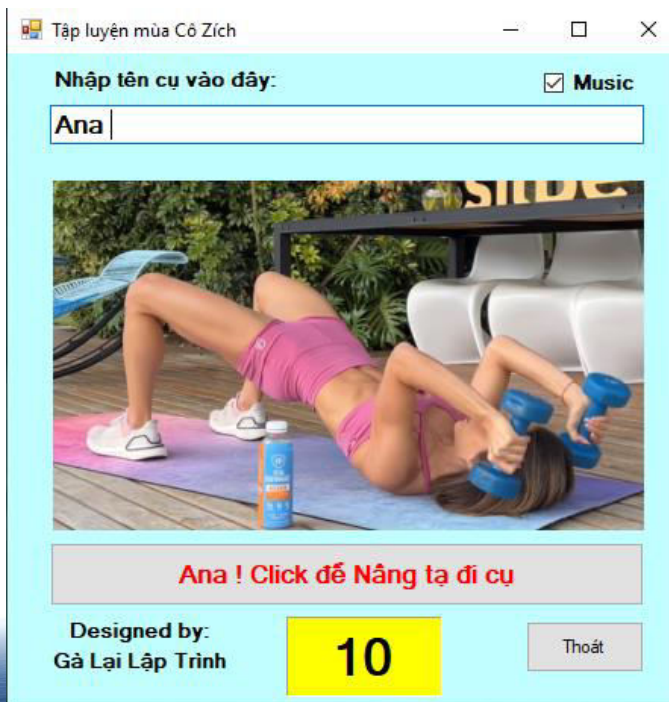 Tập luyện mùa Cô Zích
Nhập tên cụ vào đây:
Music
Ana
Ana ! Click để Nâng tạ đi cụ
Designed by:
Gà Lại Lập Trình
10
Thoát